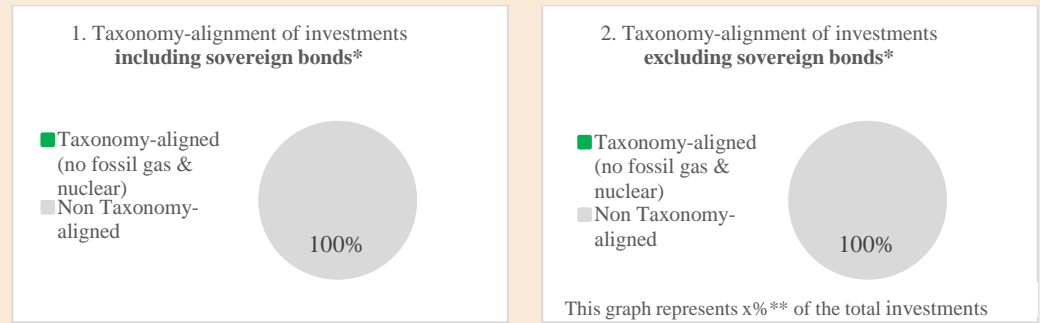 1. Taxonomy-alignment of investments
including sovereign bonds*
Taxonomy-aligned
(no fossil gas &
nuclear)
Non Taxonomy-
aligned
100%
2. Taxonomy-alignment of investments
excluding sovereign bonds*
Taxonomy-aligned
(no fossil gas &
nuclear)
Non Taxonomy-
aligned
100%
This graph represents x%** of the total investments